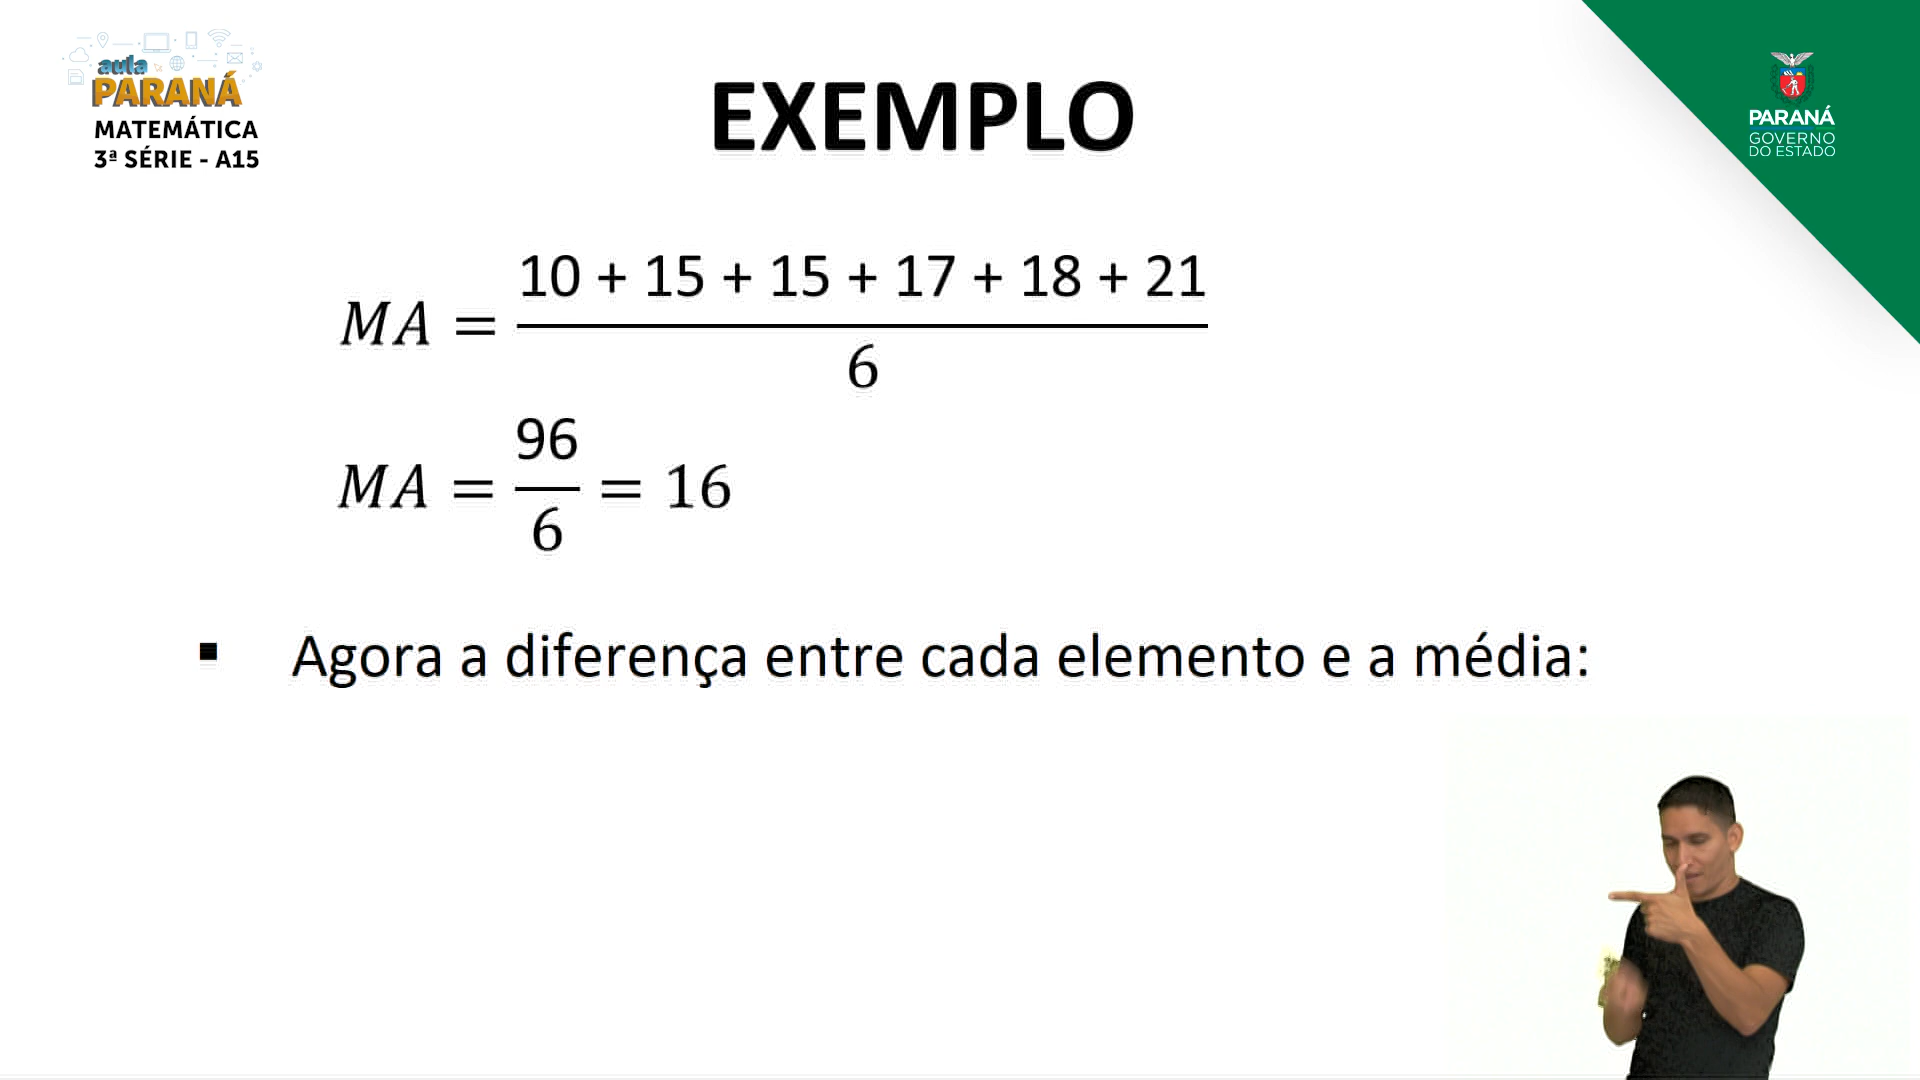 aula
PARANÁ
MATEMÁTICA
3ª SÉRIE - A15
EXEMPLO
PARANÁ
GOVERNO
DO ESTADO
MA = (10 + 15 + 15 + 17 + 18 + 21) / 6
MA = 96/6 = 16
▪ Agora a diferença entre cada elemento e a média: